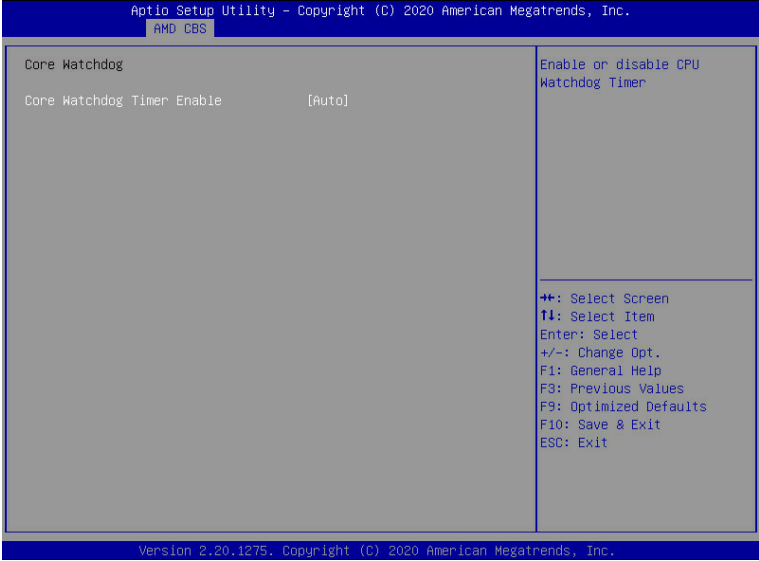 Aptio Setup Utility – Copyright (C) 2020 American Megatrends, Inc.
AMD CBS
Core Watchdog
Core Watchdog Timer Enable [Auto]
Enable or disable CPU
Watchdog Timer
→←: Select Screen
↑↓: Select Item
Enter: Select
+/-: Change Opt.
F1: General Help
F3: Previous Values
F9: Optimized Defaults
F10: Save & Exit
ESC: Exit
Version 2.20.1275. Copyright (C) 2020 American Megatrends, Inc.